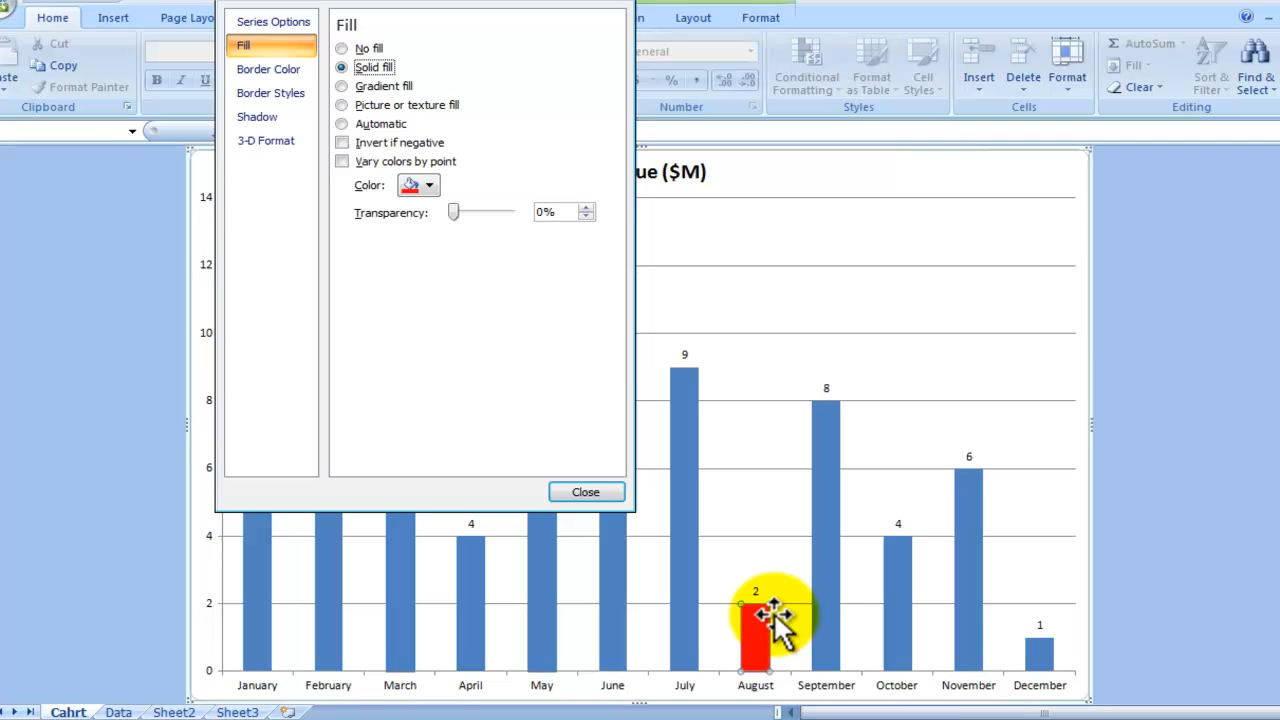 Home Insert Page Layou n Layout Format
Cut
Copy
Format Painter
Clipboard
B I U
eneral
% ,
Number
Conditional Formatting
Format as Table
Cell Styles
Styles
Insert Delete Format
Cells
Σ AutoSum
Fill
Clear
Sort & Filter
Find & Select
Editing
Series Options
Fill
Border Color
Border Styles
Shadow
3-D Format
Fill
No fill
Solid fill
Gradient fill
Picture or texture fill
Automatic
Invert if negative
Vary colors by point
Color:
Transparency: 0%
Close
ue ($M)
14
12
10
8
6
4
2
0
4
9
2
8
4
6
1
January February March April May June July August September October November December
Cahrt Data Sheet2 Sheet3